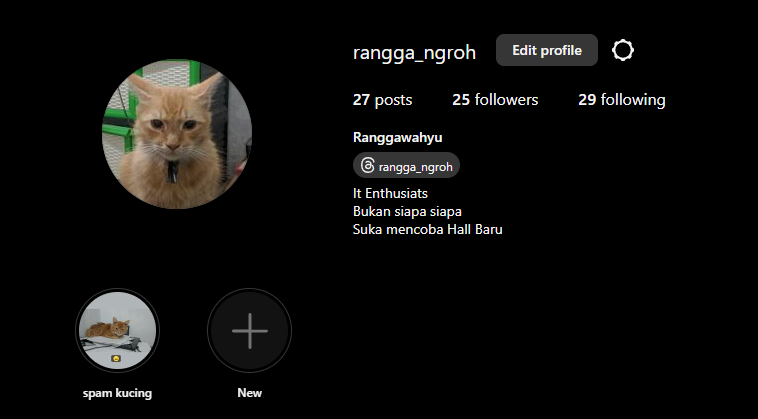 rangga_ngroh Edit profile
27 posts 25 followers 29 following
Ranggawahyu
rangga_ngroh
It Enthusiats
Bukan siapa siapa
Suka mencoba Hall Baru
spam kucing New